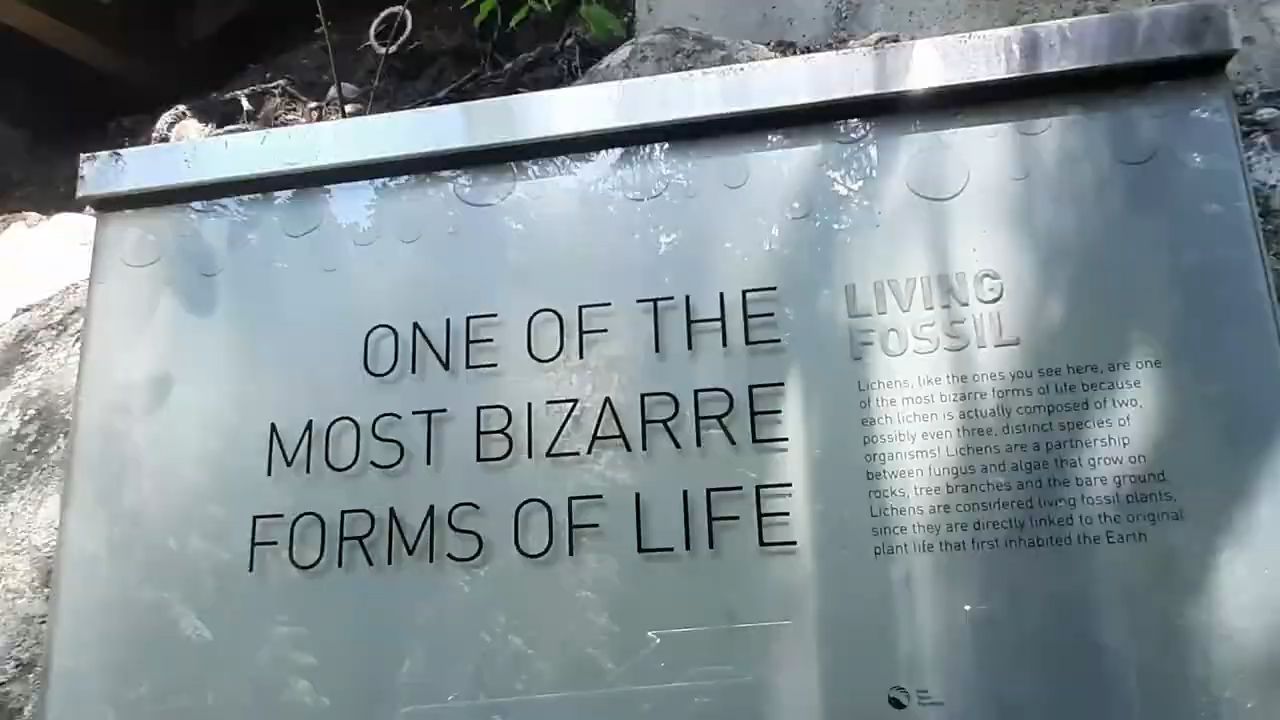 ONE OF THE
MOST BIZARRE
FORMS OF LIFE
LIVING
FOSSIL
Lichens, like the ones you see here, are one
of the most bizarre forms of life because
each lichen is actually composed of two,
possibly even three, distinct species of
organisms! Lichens are a partnership
between fungus and algae that grow on
rocks, tree branches and the bare ground.
Lichens are considered living fossil plants,
since they are directly linked to the original
plant life that first inhabited the Earth